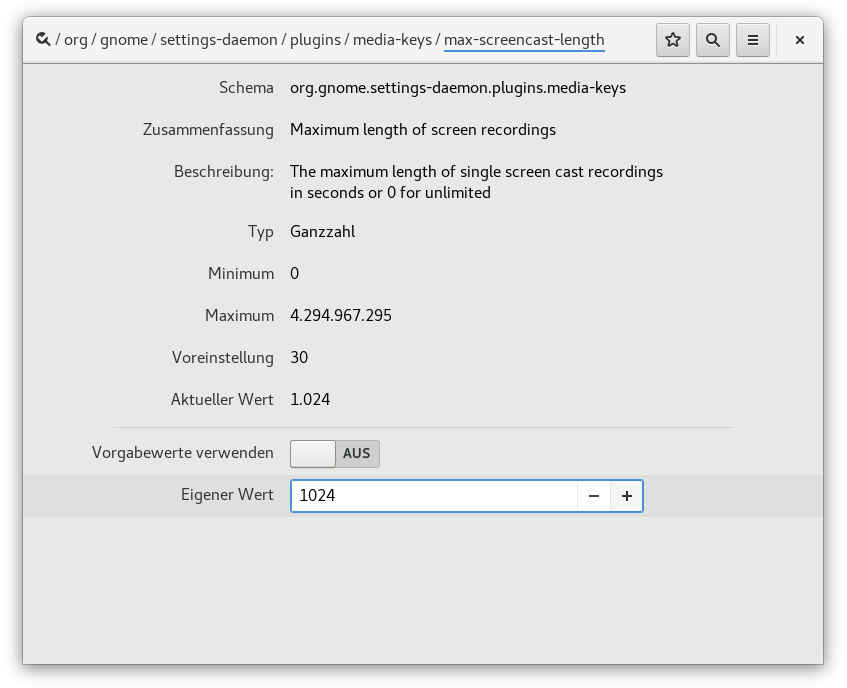 / org / gnome / settings-daemon / plugins / media-keys / max-screencast-length
Schema org.gnome.settings-daemon.plugins.media-keys
Zusammenfassung Maximum length of screen recordings
Beschreibung: The maximum length of single screen cast recordings
in seconds or 0 for unlimited
Typ Ganzzahl
Minimum 0
Maximum 4.294.967.295
Voreinstellung 30
Aktueller Wert 1.024
Vorgabewerte verwenden AUS
Eigener Wert 1024